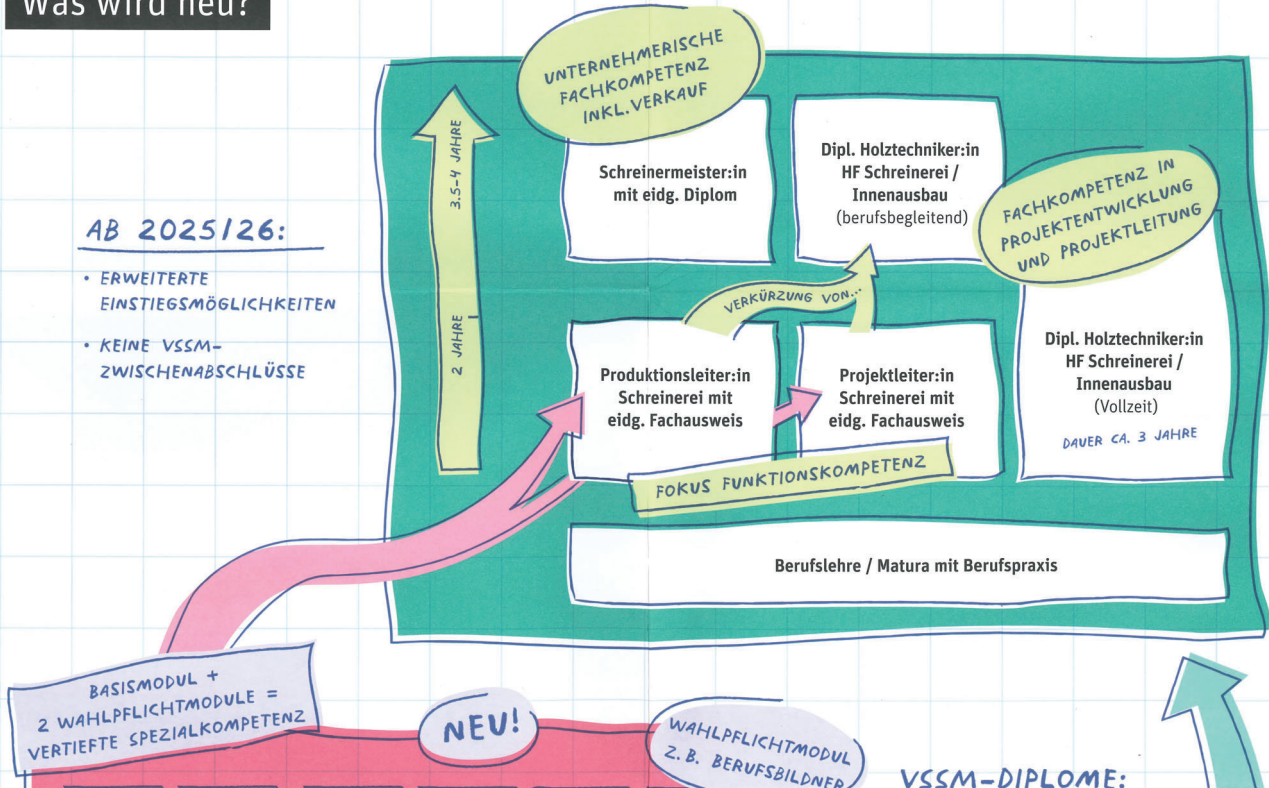 Was wird neu?
UNTERNEHMERISCHE
FACHKOMPETENZ
INKL. VERKAUF
3.5-4 JAHRE
2 JAHRE
Schreinermeister:in
mit eidg. Diplom
Dipl. Holztechniker:in
HF Schreinerei /
Innenausbau
(berufsbegleitend)
FACHKOMPETENZ IN
PROJEKTENTWICKLUNG
UND PROJEKTLEITUNG
AB 2025/26:
• ERWEITERTE
EINSTIEGSMÖGLICHKEITEN
• KEINE VSSM-
ZWISCHENABSCHLÜSSE
VERKÜRZUNG VON...
Produktionsleiter:in
Schreinerei mit
eidg. Fachausweis
Projektleiter:in
Schreinerei mit
eidg. Fachausweis
Dipl. Holztechniker:in
HF Schreinerei /
Innenausbau
(Vollzeit)
DAUER CA. 3 JAHRE
FOKUS FUNKTIONSKOMPETENZ
Berufslehre / Matura mit Berufspraxis
BASISMODUL +
2 WAHLPFLICHTMODULE =
VERTIEFTE SPEZIALKOMPETENZ
NEU!
WAHLPFLICHTMODUL
Z.B. BERUFSBILDNER
VSSM-DIPLOME: